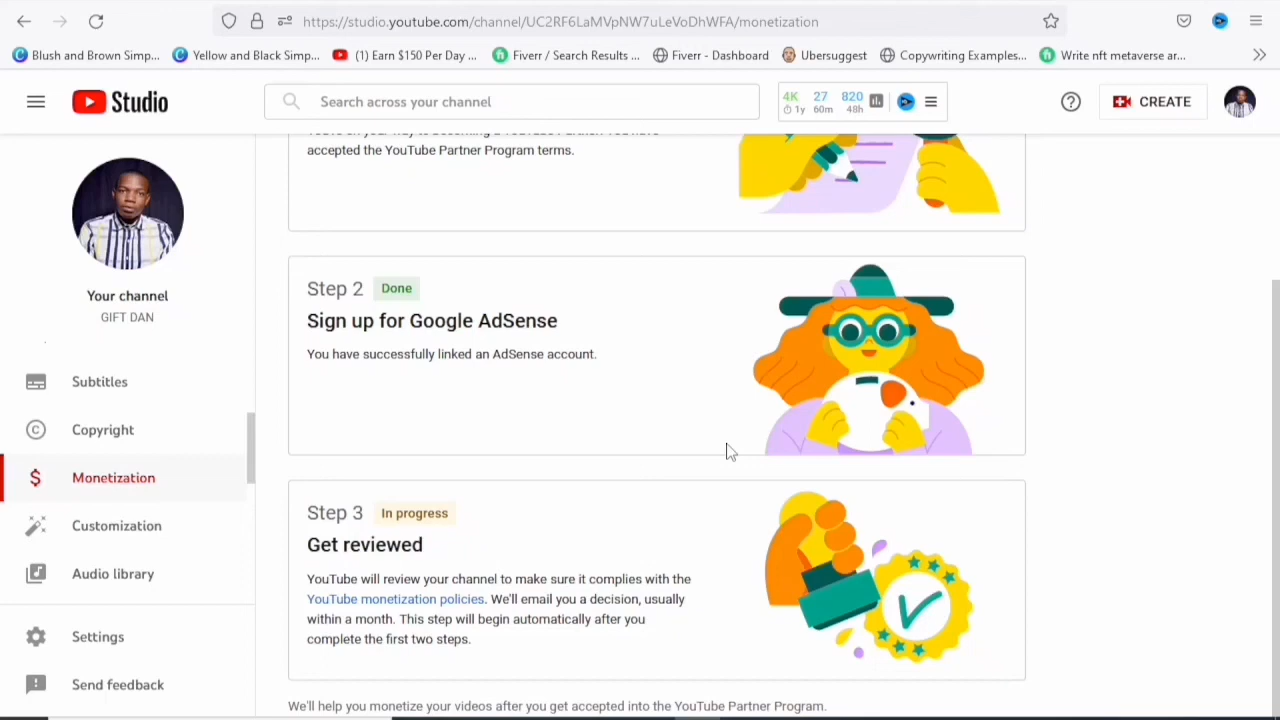 https://studio.youtube.com/channel/UC2RF6LaMVpNW7uLeVoDhWFA/monetization
Blush and Brown Simp...
Yellow and Black Simp...
(1) Earn $150 Per Day ...
Fiverr / Search Results ...
Fiverr - Dashboard
Ubersuggest
Copywriting Examples...
Write nft metaverse ar...
Studio
Search across your channel
4K 27 820
1y 60m 48h
CREATE
accepted the YouTube Partner Program terms.
Your channel
GIFT DAN
Subtitles
Copyright
Monetization
Customization
Audio library
Settings
Send feedback
Step 2 Done
Sign up for Google AdSense
You have successfully linked an AdSense account.
Step 3 In progress
Get reviewed
YouTube will review your channel to make sure it complies with the
YouTube monetization policies. We'll email you a decision, usually
within a month. This step will begin automatically after you
complete the first two steps.
We'll help you monetize your videos after you get accepted into the YouTube Partner Program.